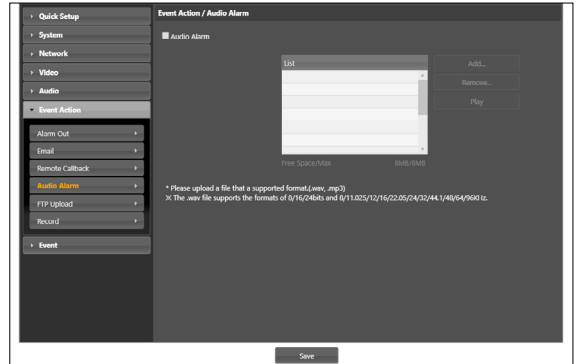 Quick Setup
System
Network
Video
Audio
Event Action
Alarm Out
Email
Remote Callback
Audio Alarm
FTP Upload
Record
Event
Event Action / Audio Alarm
Audio Alarm
List
Add...
Remove...
Play
Free Space/Max 8MB/8MB
* Please upload a file that a supported format.(.wav, .mp3)
※ The .wav file supports the formats of 8/16/24bits and 8/11.025/12/16/22.05/24/32/44.1/48/64/96KHz.
Save